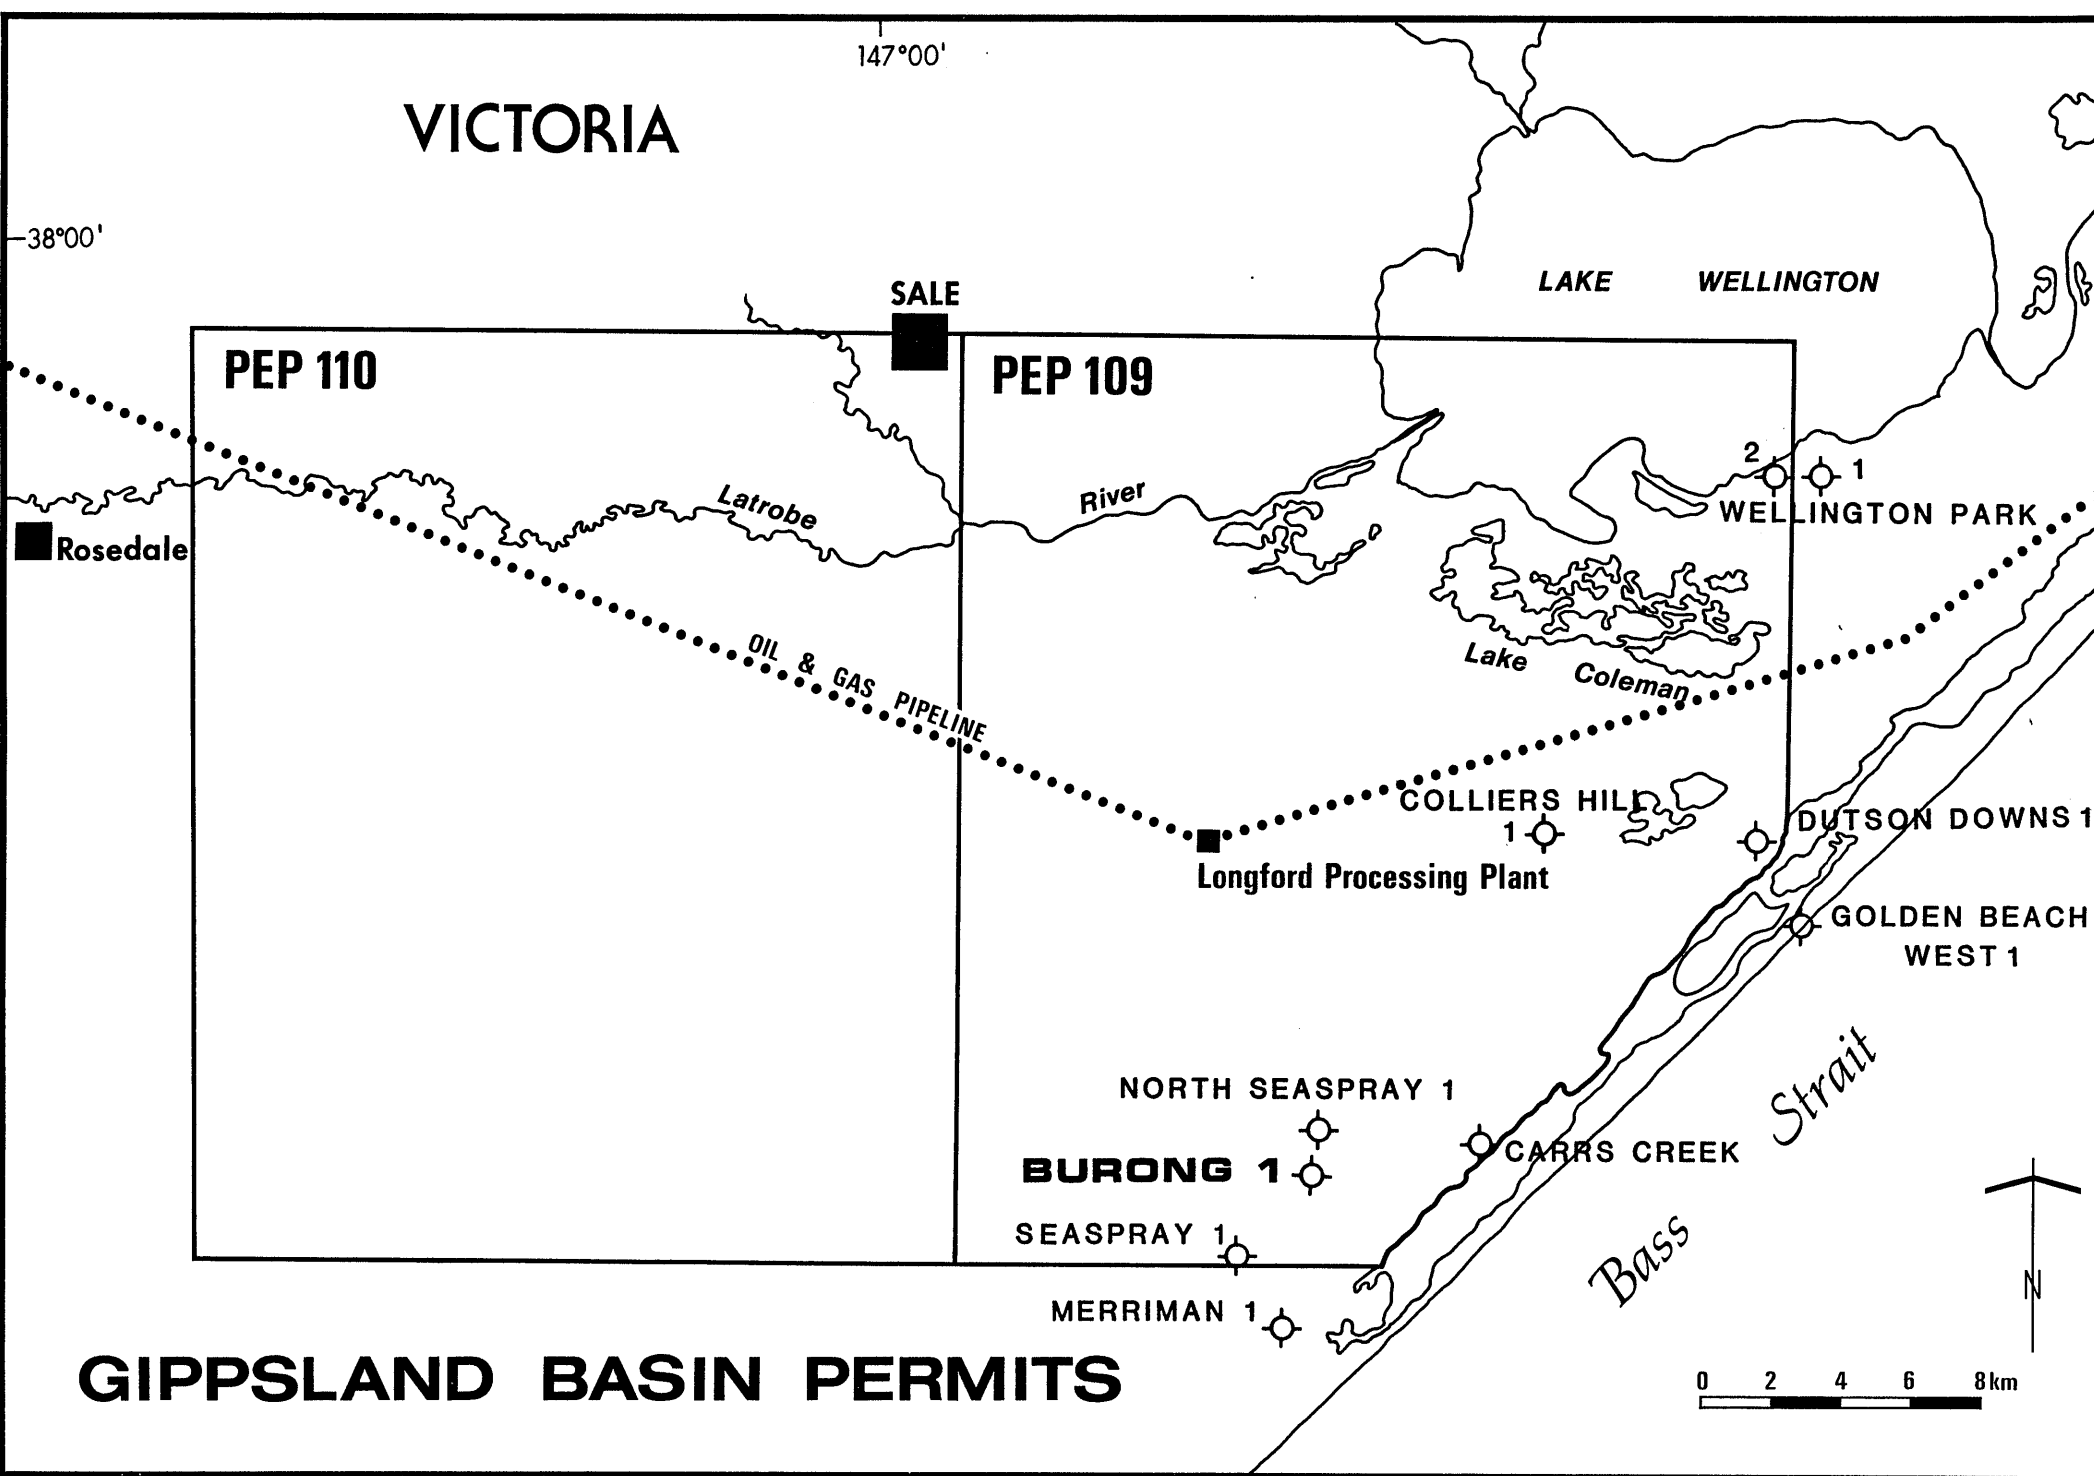 147°00'
VICTORIA
38°00'
LAKE WELLINGTON
SALE
PEP 110
PEP 109
2
1
WELLINGTON PARK
Latrobe
River
Rosedale
OIL & GAS PIPELINE
Lake Coleman
COLLIERS HILL
1
DUTSON DOWNS 1
Longford Processing Plant
GOLDEN BEACH
WEST 1
NORTH SEASPRAY 1
CARRS CREEK
BURONG 1
SEASPRAY 1
MERRIMAN 1
Bass Strait
N
GIPPSLAND BASIN PERMITS
0 2 4 6 8 km